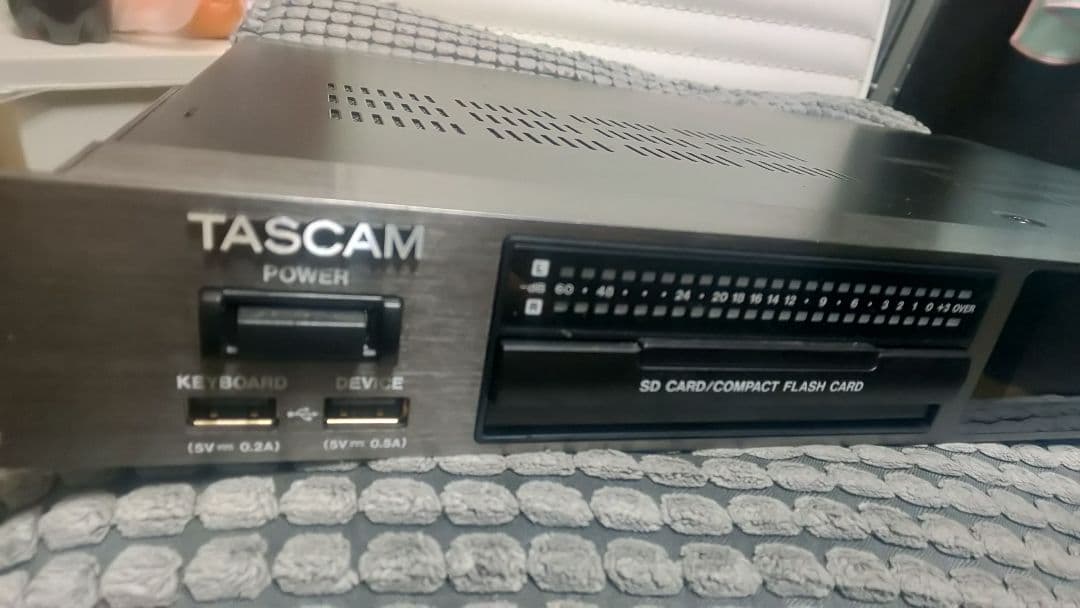 TASCAM
POWER
KEYBOARD DEVICE
(5V⎓ 0.2A) (5V⎓ 0.5A)
L
-dB 60 · 48 · · · 24 · 20 18 16 14 12 · 9 · 6 · 3 2 1 0 +3 OVER
R
SD CARD/COMPACT FLASH CARD